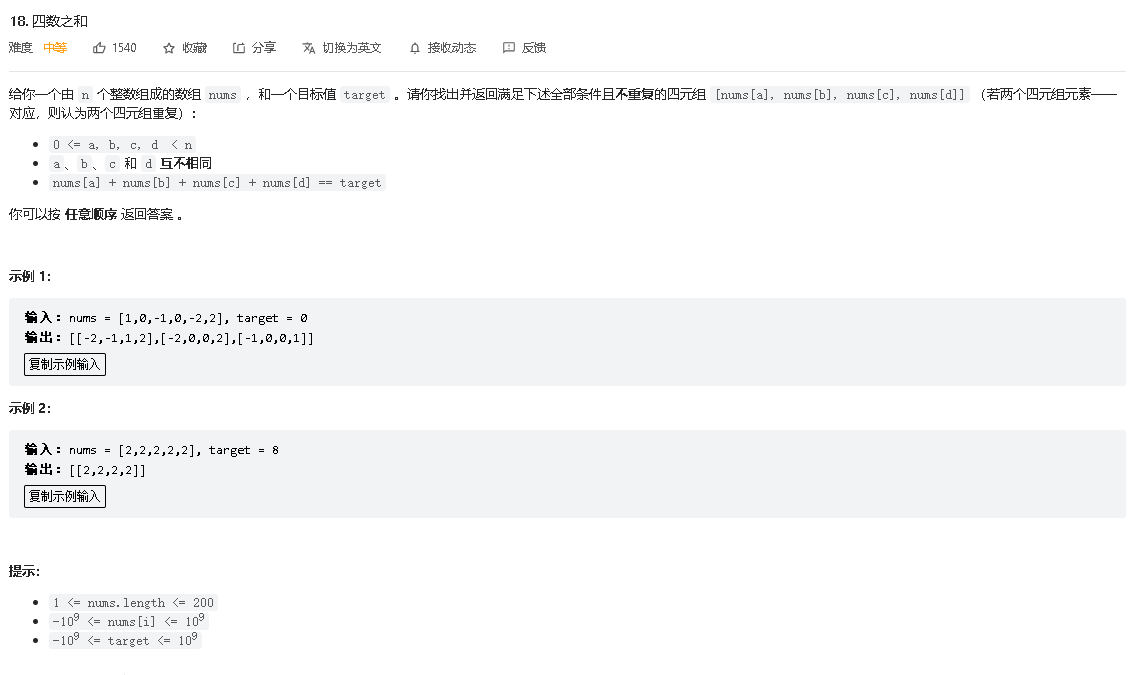 18. 四数之和
难度 中等 1540 收藏 分享 切换为英文 接收动态 反馈
给你一个由 n 个整数组成的数组 nums ，和一个目标值 target 。请你找出并返回满足下述全部条件且不重复的四元组 [nums[a], nums[b], nums[c], nums[d]] （若两个四元组元素一一
对应，则认为两个四元组重复）：
• 0 <= a, b, c, d < n
• a、b、c 和 d 互不相同
• nums[a] + nums[b] + nums[c] + nums[d] == target
你可以按 任意顺序 返回答案 。
示例 1：
输入：nums = [1,0,-1,0,-2,2], target = 0
输出：[[-2,-1,1,2],[-2,0,0,2],[-1,0,0,1]]
复制示例输入
示例 2：
输入：nums = [2,2,2,2,2], target = 8
输出：[[2,2,2,2]]
复制示例输入
提示：
• 1 <= nums.length <= 200
• -10⁹ <= nums[i] <= 10⁹
• -10⁹ <= target <= 10⁹